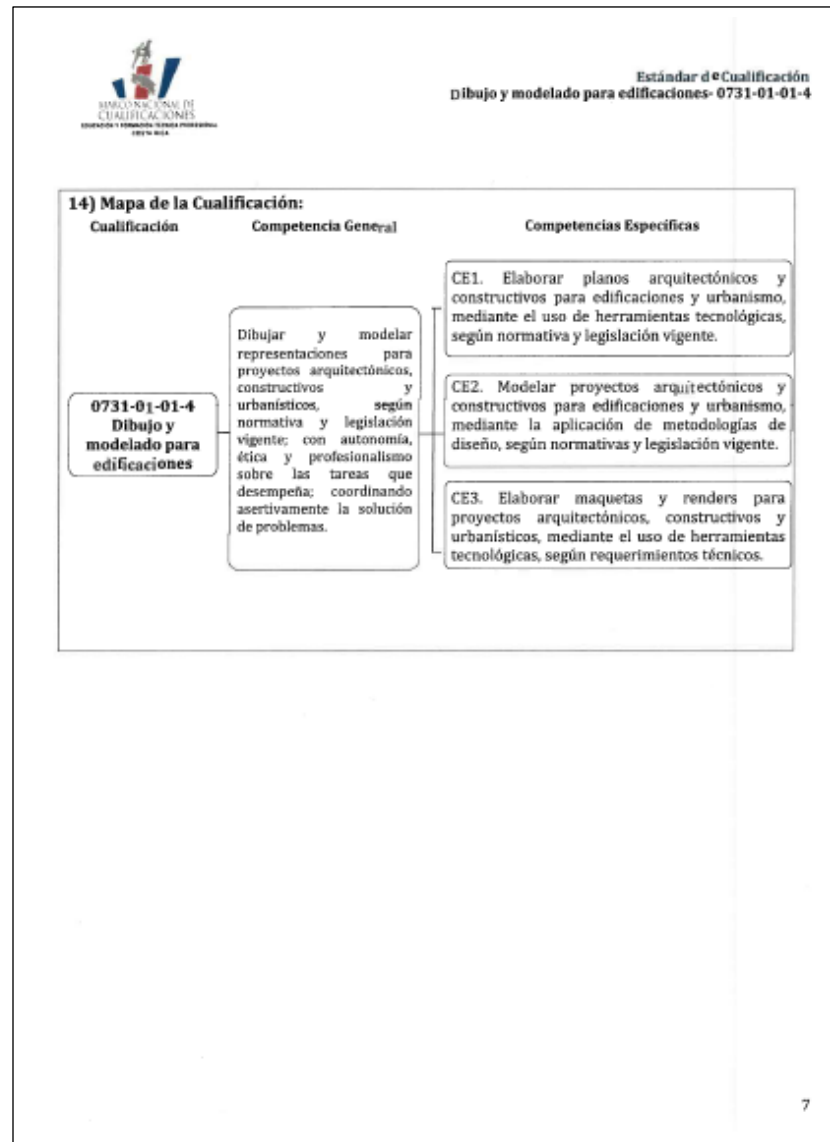 MARCO NACIONAL DE
CUALIFICACIONES
EDUCACIÓN Y FORMACIÓN TÉCNICA PROFESIONAL
COSTA RICA
Estándar de Cualificación
Dibujo y modelado para edificaciones- 0731-01-01-4
14) Mapa de la Cualificación:
Cualificación
Competencia General
Competencias Específicas
0731-01-01-4
Dibujo y
modelado para
edificaciones
Dibujar y modelar
representaciones para
proyectos arquitectónicos,
constructivos y
urbanísticos, según
normativa y legislación
vigente; con autonomía,
ética y profesionalismo
sobre las tareas que
desempeña; coordinando
asertivamente la solución
de problemas.
CE1. Elaborar planos arquitectónicos y
constructivos para edificaciones y urbanismo,
mediante el uso de herramientas tecnológicas,
según normativa y legislación vigente.
CE2. Modelar proyectos arquitectónicos y
constructivos para edificaciones y urbanismo,
mediante la aplicación de metodologías de
diseño, según normativas y legislación vigente.
CE3. Elaborar maquetas y renders para
proyectos arquitectónicos, constructivos y
urbanísticos, mediante el uso de herramientas
tecnológicas, según requerimientos técnicos.
7